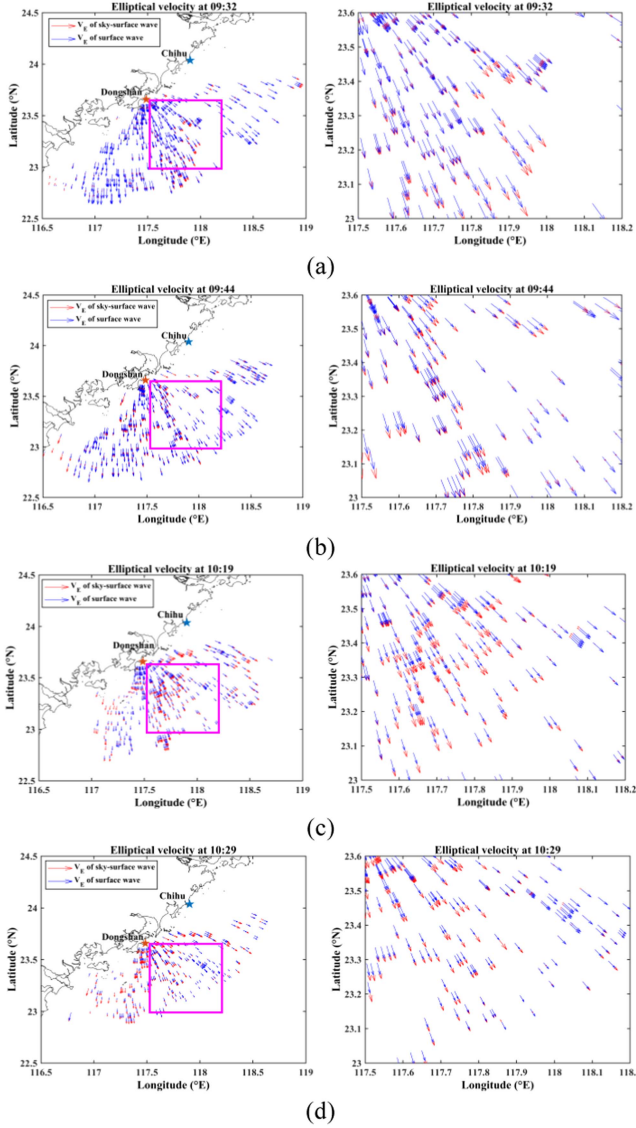 Elliptical velocity at 09:32
V_E of sky-surface wave
V_E of surface wave
Chihu
Dongshan
24.5
24
23.5
23
22.5
116.5 117 117.5 118 118.5 119
Latitude (°N)
Longitude (°E)
Elliptical velocity at 09:32
23.6
23.5
23.4
23.3
23.2
23.1
23
117.5 117.6 117.7 117.8 117.9 118 118.1 118.2
Latitude (°N)
Longitude (°E)
(a)
Elliptical velocity at 09:44
V_E of sky-surface wave
V_E of surface wave
Chihu
Dongshan
24.5
24
23.5
23
22.5
116.5 117 117.5 118 118.5 119
Latitude (°N)
Longitude (°E)
Elliptical velocity at 09:44
23.6
23.5
23.4
23.3
23.2
23.1
23
117.5 117.6 117.7 117.8 117.9 118 118.1 118.2
Latitude (°N)
Longitude (°E)
(b)
Elliptical velocity at 10:19
V_E of sky-surface wave
V_E of surface wave
Chihu
Dongshan
24.5
24
23.5
23
22.5
116.5 117 117.5 118 118.5 119
Latitude (°N)
Longitude (°E)
Elliptical velocity at 10:19
23.6
23.5
23.4
23.3
23.2
23.1
23
117.5 117.6 117.7 117.8 117.9 118 118.1 118.2
Latitude (°N)
Longitude (°E)
(c)
Elliptical velocity at 10:29
V_E of sky-surface wave
V_E of surface wave
Chihu
Dongshan
24.5
24
23.5
23
22.5
116.5 117 117.5 118 118.5 119
Latitude (°N)
Longitude (°E)
Elliptical velocity at 10:29
23.6
23.5
23.4
23.3
23.2
23.1
23
117.5 117.6 117.7 117.8 117.9 118 118.1 118.
Latitude (°N)
Longitude (°E)
(d)